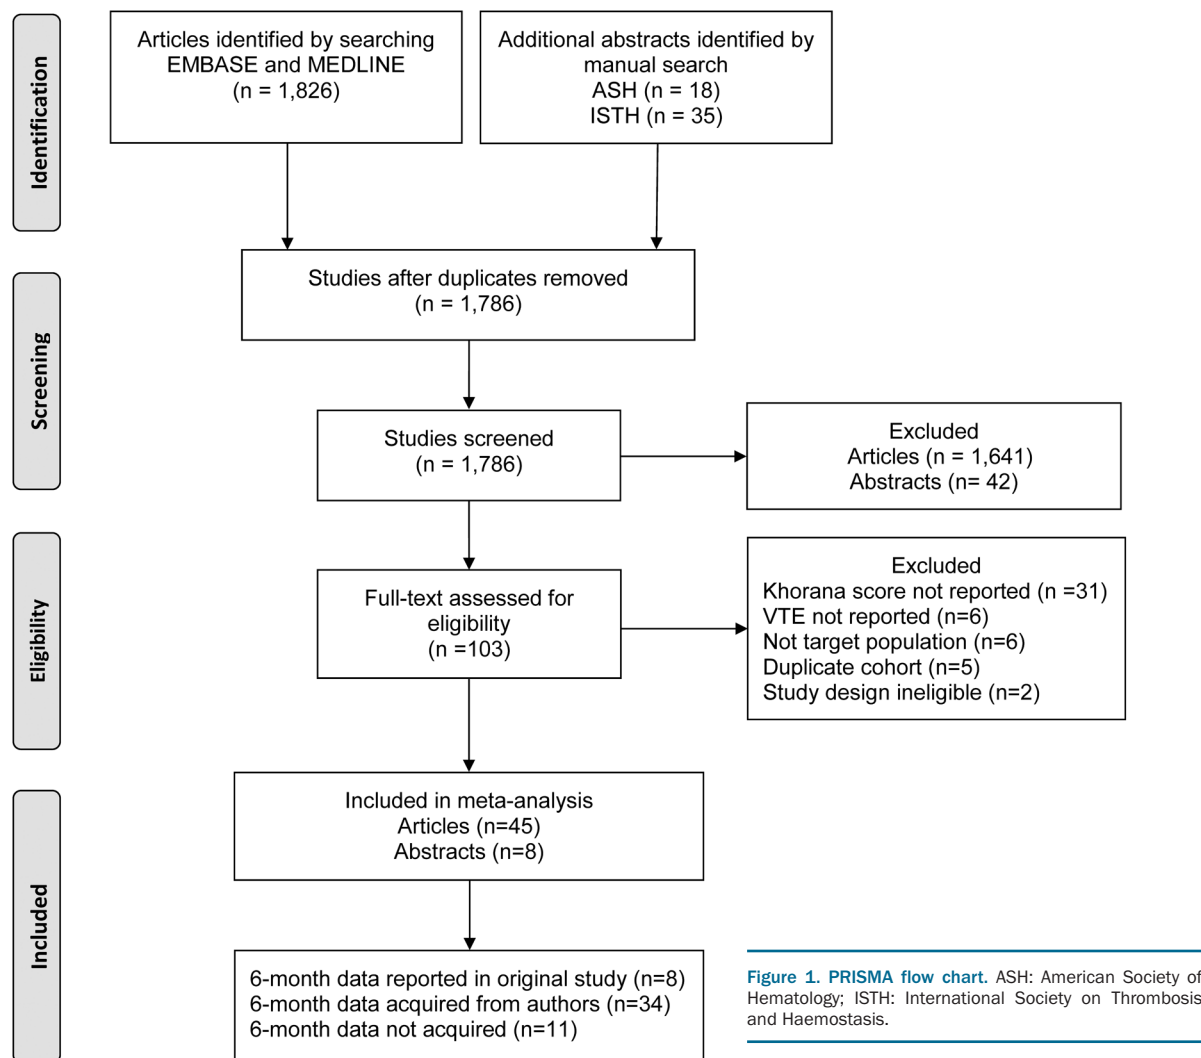 Identification
Articles identified by searching
EMBASE and MEDLINE
(n = 1,826)
Additional abstracts identified by
manual search
ASH (n = 18)
ISTH (n = 35)
Screening
Studies after duplicates removed
(n = 1,786)
Studies screened
(n = 1,786)
Excluded
Articles (n = 1,641)
Abstracts (n= 42)
Eligibility
Full-text assessed for
eligibility
(n =103)
Excluded
Khorana score not reported (n =31)
VTE not reported (n=6)
Not target population (n=6)
Duplicate cohort (n=5)
Study design ineligible (n=2)
Included
Included in meta-analysis
Articles (n=45)
Abstracts (n=8)
6-month data reported in original study (n=8)
6-month data acquired from authors (n=34)
6-month data not acquired (n=11)
Figure 1. PRISMA flow chart. ASH: American Society of
Hematology; ISTH: International Society on Thrombosis
and Haemostasis.